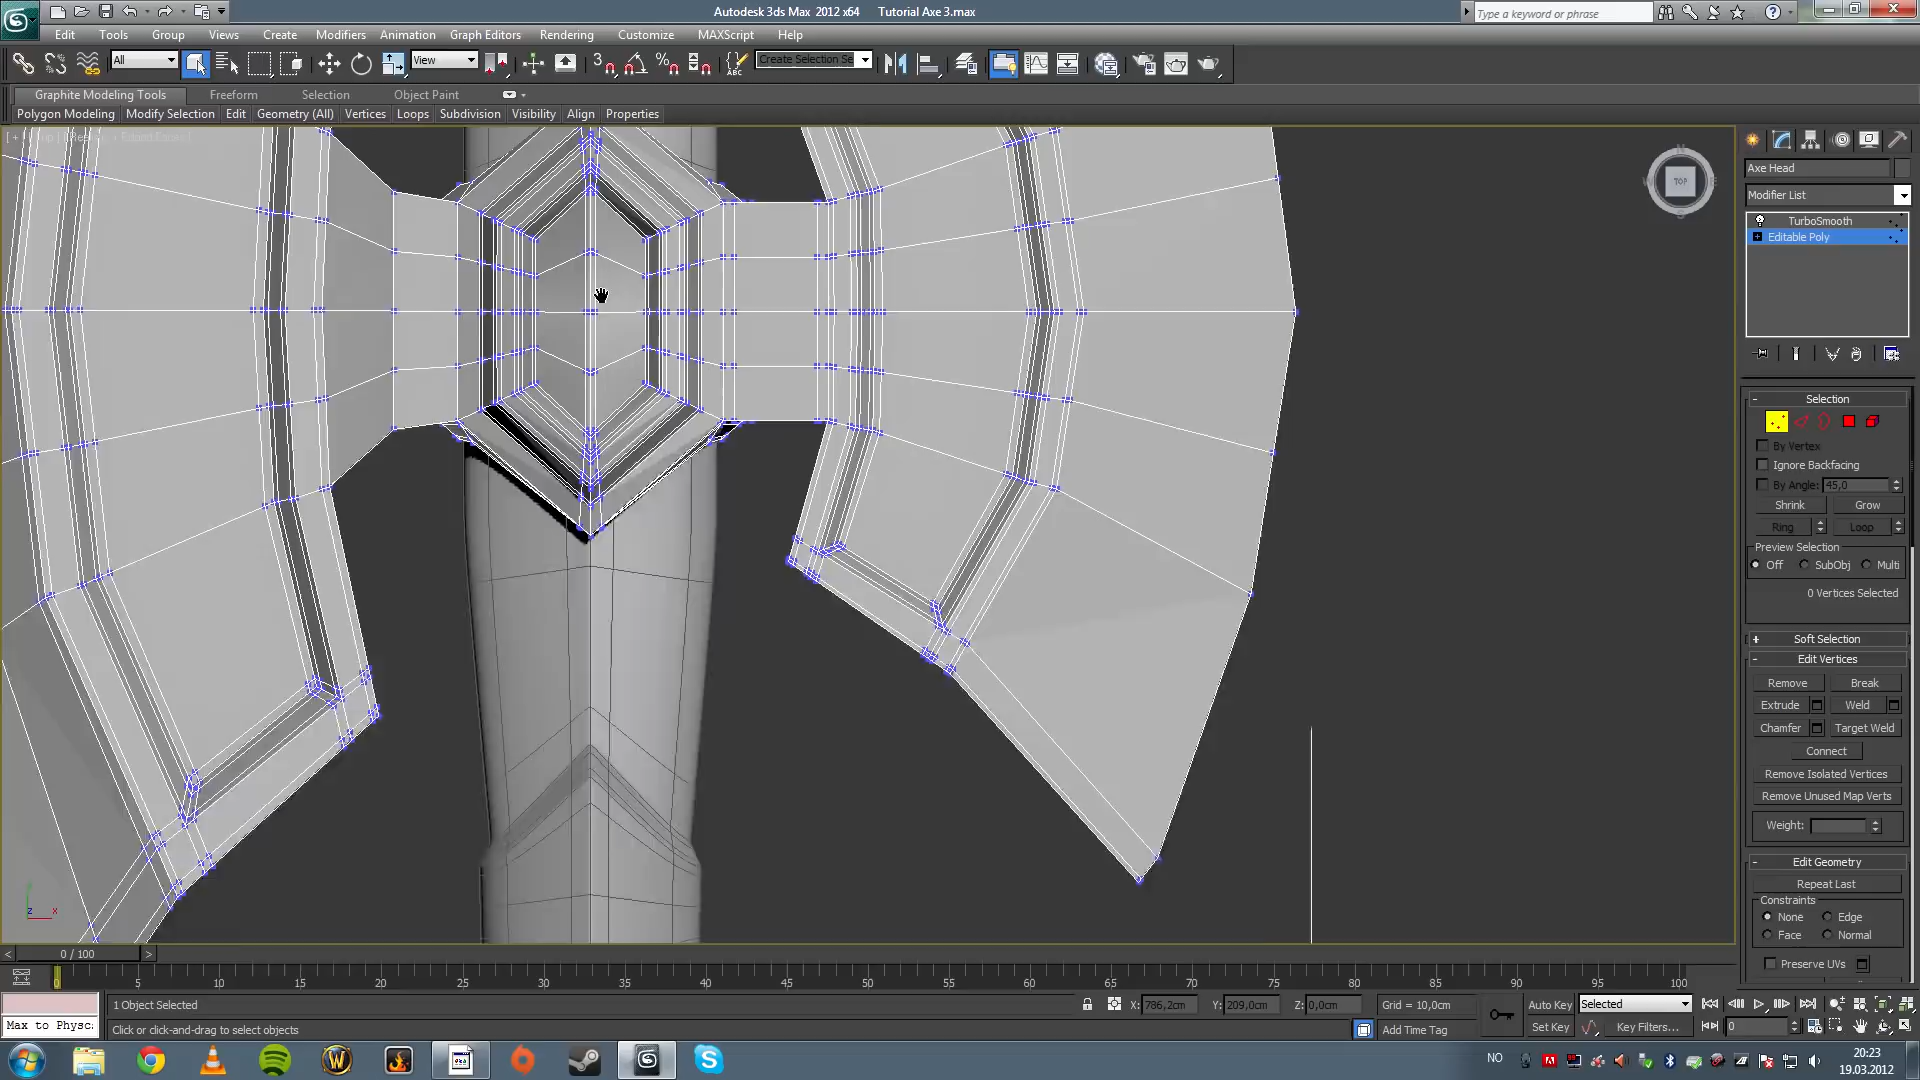 Autodesk 3ds Max 2012 x64 Tutorial Axe 3.max
Type a keyword or phrase
Edit Tools Group Views Create Modifiers Animation Graph Editors Rendering Customize MAXScript Help
All View Create Selection Se
Graphite Modeling Tools Freeform Selection Object Paint
Polygon Modeling Modify Selection Edit Geometry (All) Vertices Loops Subdivision Visibility Align Properties
TOP
Axe Head
Modifier List
TurboSmooth
Editable Poly
Selection
By Vertex
Ignore Backfacing
By Angle: 45,0
Shrink Grow
Ring Loop
Preview Selection
Off SubObj Multi
0 Vertices Selected
Soft Selection
Edit Vertices
Remove Break
Extrude Weld
Chamfer Target Weld
Connect
Remove Isolated Vertices
Remove Unused Map Verts
Weight:
Edit Geometry
Repeat Last
Constraints
None Edge
Face Normal
Preserve UVs
z x
< 0 / 100 >
0 5 10 15 20 25 30 35 40 45 50 55 60 65 70 75 80 85 90 95 100
1 Object Selected X: 786,2cm Y: 209,0cm Z: 0,0cm Grid = 10,0cm Auto Key Selected
Max to Physc: Click or click-and-drag to select objects Add Time Tag Set Key Key Filters... 0
NO 20:23
19.03.2012